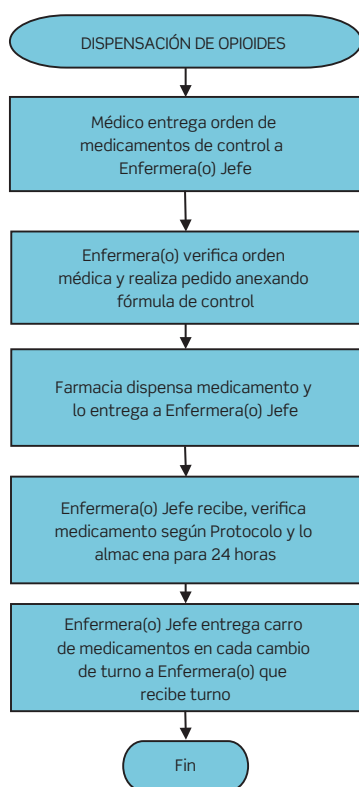 DISPENSACIÓN DE OPIOIDES
Médico entrega orden de
medicamentos de control a
Enfermera(o) Jefe
Enfermera(o) verifica orden
médica y realiza pedido anexando
fórmula de control
Farmacia dispensa medicamento y
lo entrega a Enfermera(o) Jefe
Enfermera(o) Jefe recibe, verifica
medicamento según Protocolo y lo
almac ena para 24 horas
Enfermera(o) Jefe entrega carro
de medicamentos en cada cambio
de turno a Enfermera(o) que
recibe turno
Fin